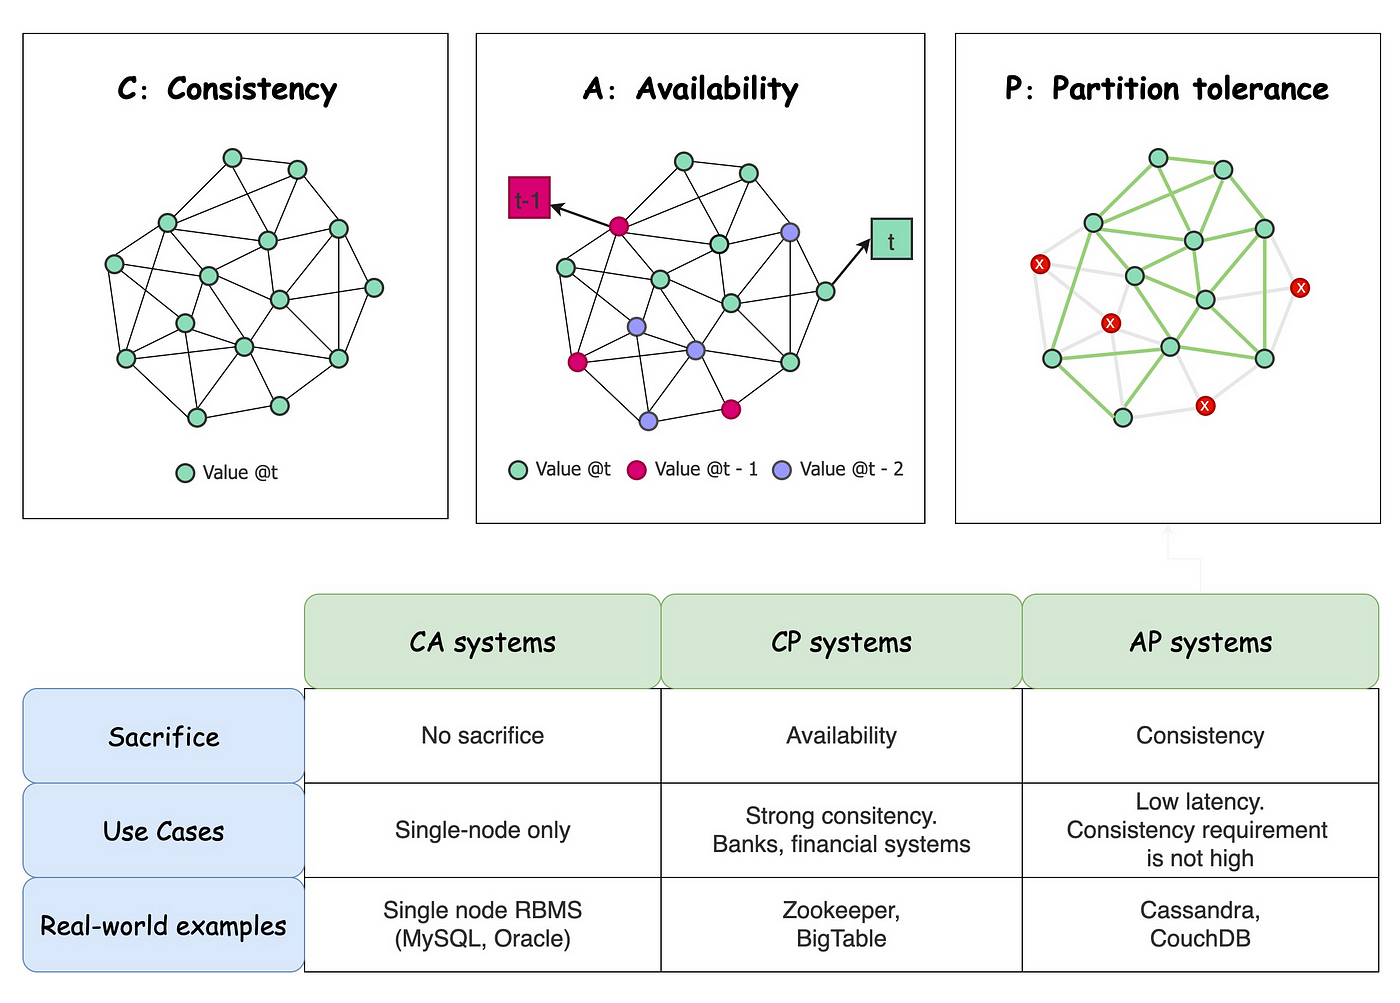 C: Consistency
A: Availability
P: Partition tolerance
t-1
t
X
X
X
X
Value @t
Value @t
Value @t - 1
Value @t - 2
CA systems
CP systems
AP systems
Sacrifice
No sacrifice
Availability
Consistency
Use Cases
Single-node only
Strong consitency.
Banks, financial systems
Low latency.
Consistency requirement
is not high
Real-world examples
Single node RBMS
(MySQL, Oracle)
Zookeeper,
BigTable
Cassandra,
CouchDB